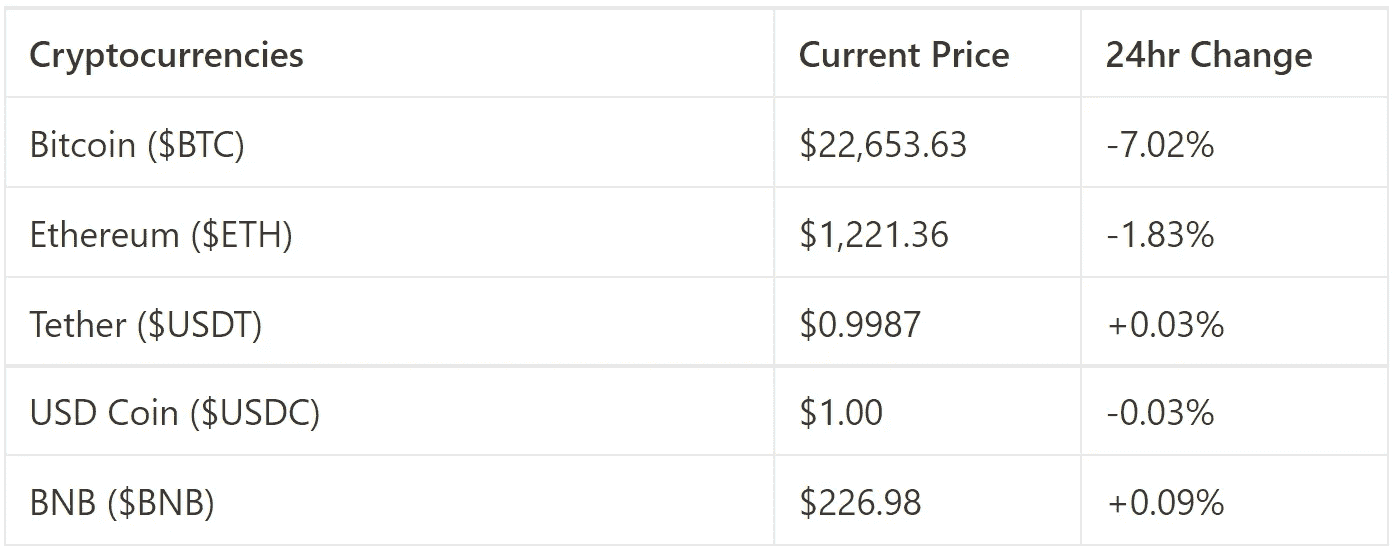 Cryptocurrencies Current Price 24hr Change
Bitcoin ($BTC) $22,653.63 -7.02%
Ethereum ($ETH) $1,221.36 -1.83%
Tether ($USDT) $0.9987 +0.03%
USD Coin ($USDC) $1.00 -0.03%
BNB ($BNB) $226.98 +0.09%